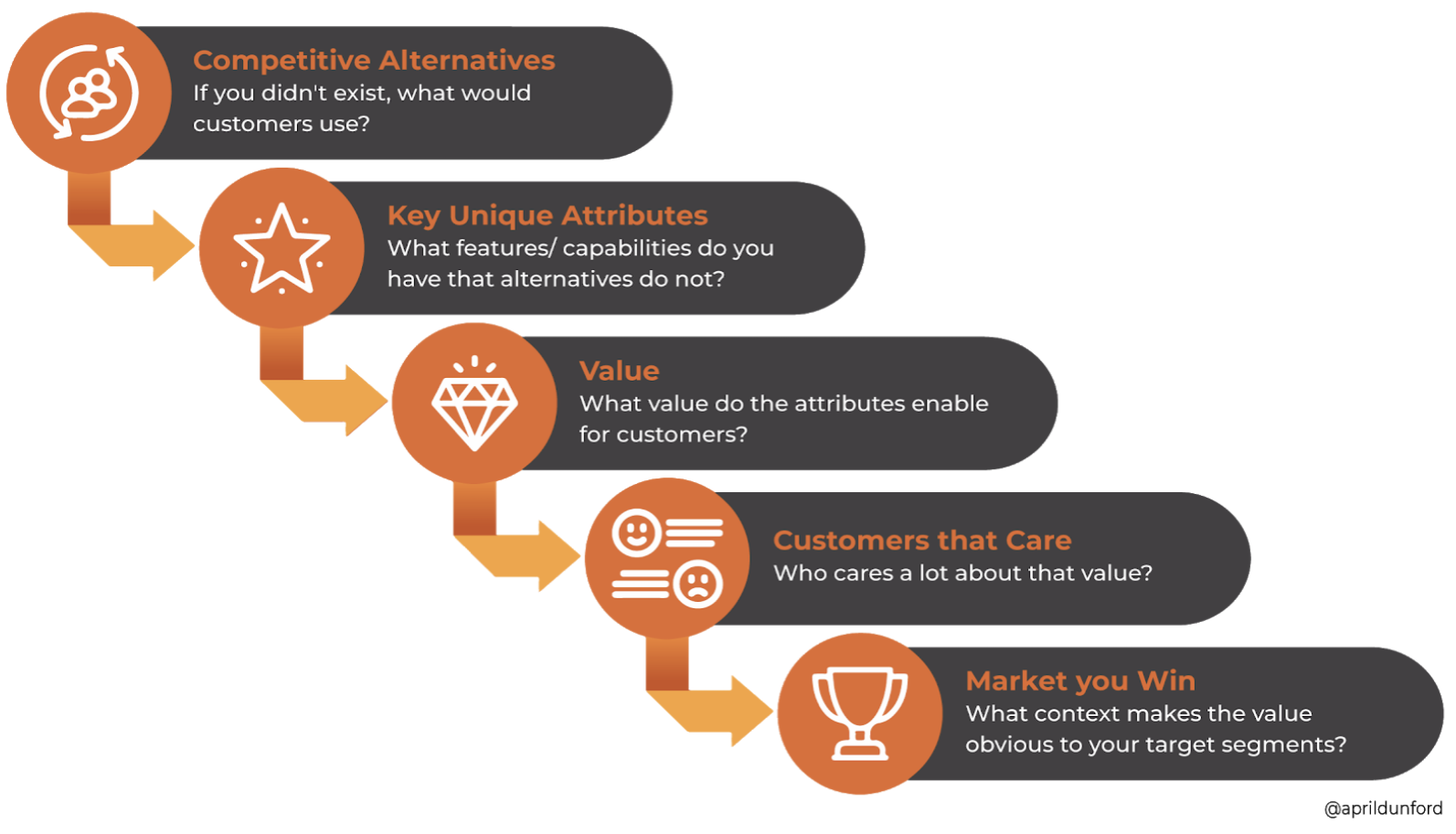 Competitive Alternatives
If you didn't exist, what would
customers use?
Key Unique Attributes
What features/ capabilities do you
have that alternatives do not?
Value
What value do the attributes enable
for customers?
Customers that Care
Who cares a lot about that value?
Market you Win
What context makes the value
obvious to your target segments?
@aprildunford